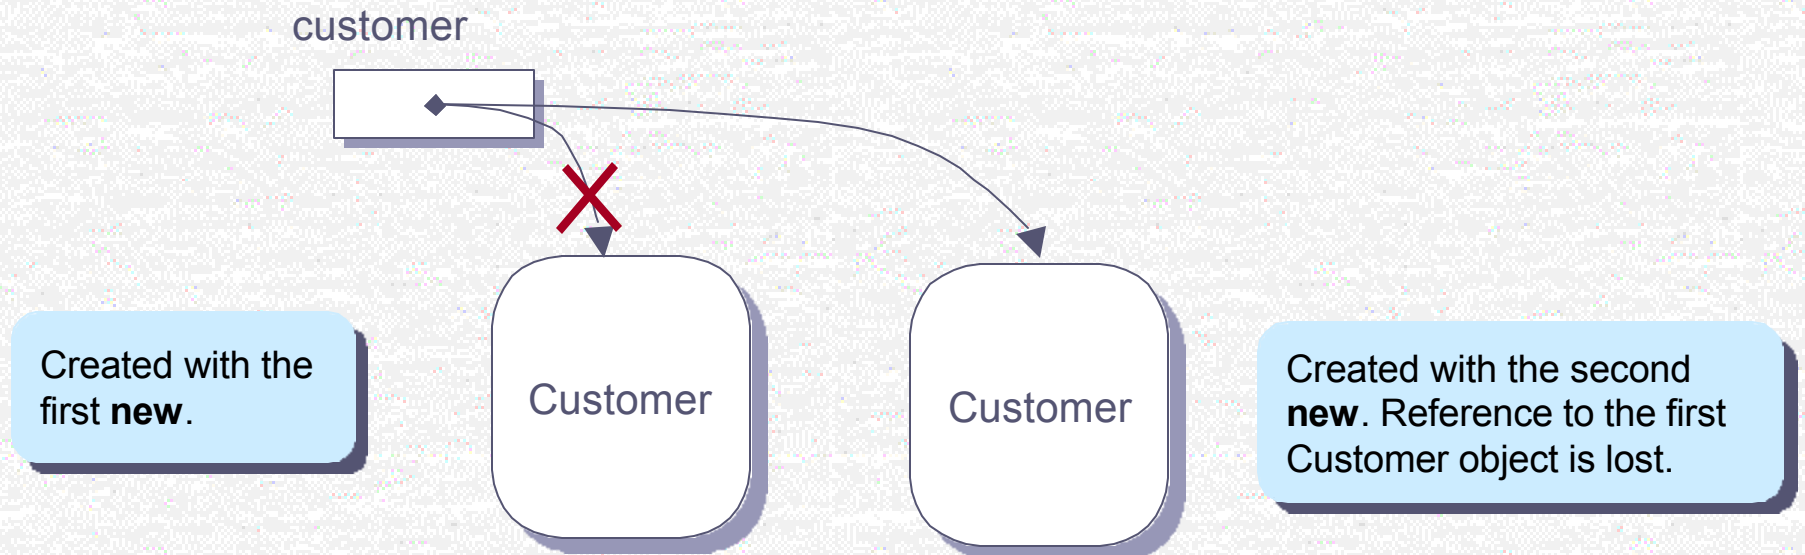 customer
Created with the
first new.
Customer
Customer
Created with the second
new. Reference to the first
Customer object is lost.